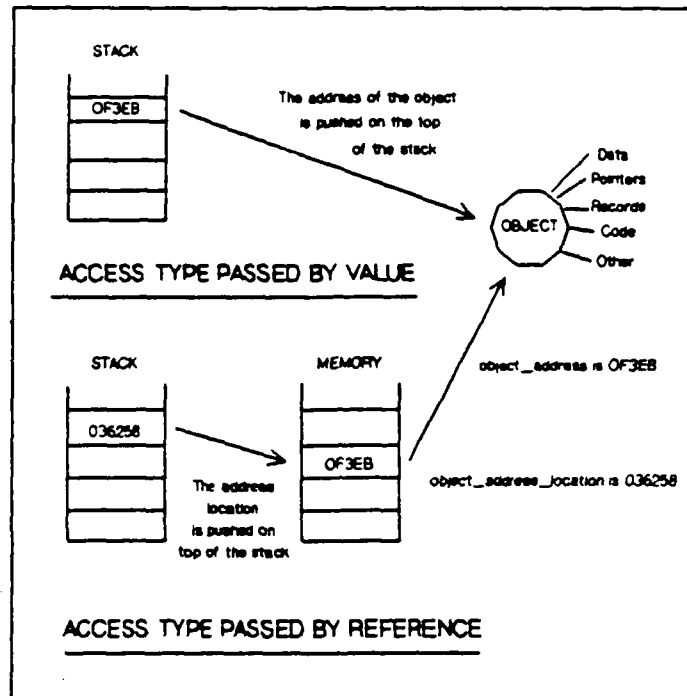 STACK
OF3EB
The address of the object
is pushed on the top
of the stack
Data
Pointers
Records
Code
Other
OBJECT
ACCESS TYPE PASSED BY VALUE
STACK
MEMORY
object_address is OF3EB
036258
OF3EB
The
address
location
is pushed on
top of the stack
object_address_location is 036258
ACCESS TYPE PASSED BY REFERENCE